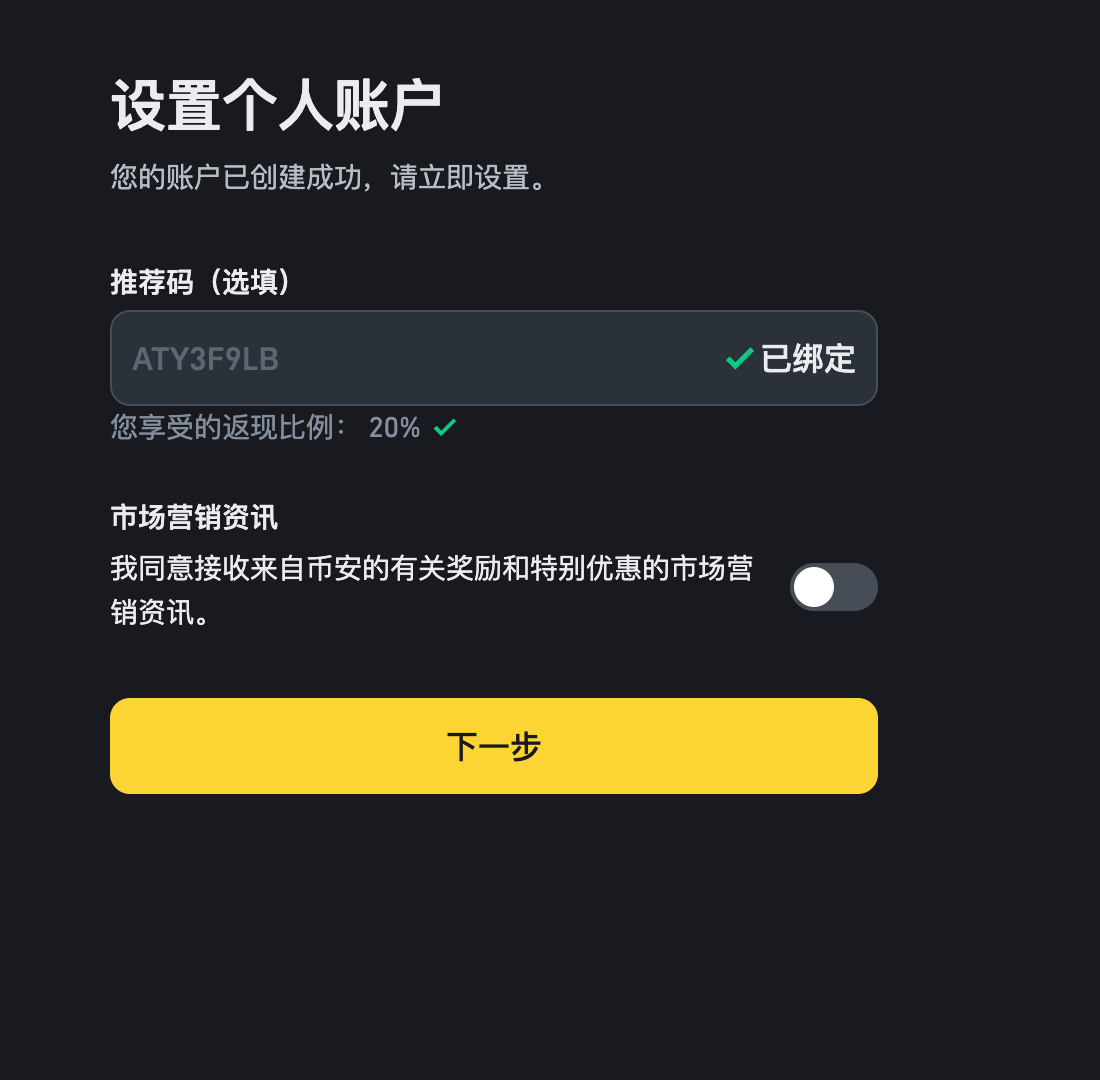 设置个人账户
您的账户已创建成功，请立即设置。
推荐码（选填）
ATY3F9LB 已绑定
您享受的返现比例： 20%
市场营销资讯
我同意接收来自币安的有关奖励和特别优惠的市场营
销资讯。
下一步